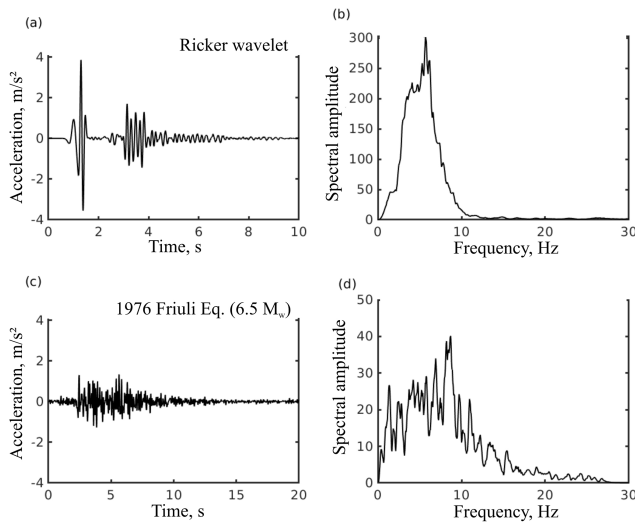 (a)
Ricker wavelet
Acceleration, m/s²
4
2
0
-2
-4
0 2 4 6 8 10
Time, s
(b)
Spectral amplitude
300
250
200
150
100
50
0
0 10 20 30
Frequency, Hz
(c)
1976 Friuli Eq. (6.5 Mw)
Acceleration, m/s²
4
2
0
-2
-4
0 5 10 15 20
Time, s
(d)
Spectral amplitude
50
40
30
20
10
0
0 10 20 30
Frequency, Hz